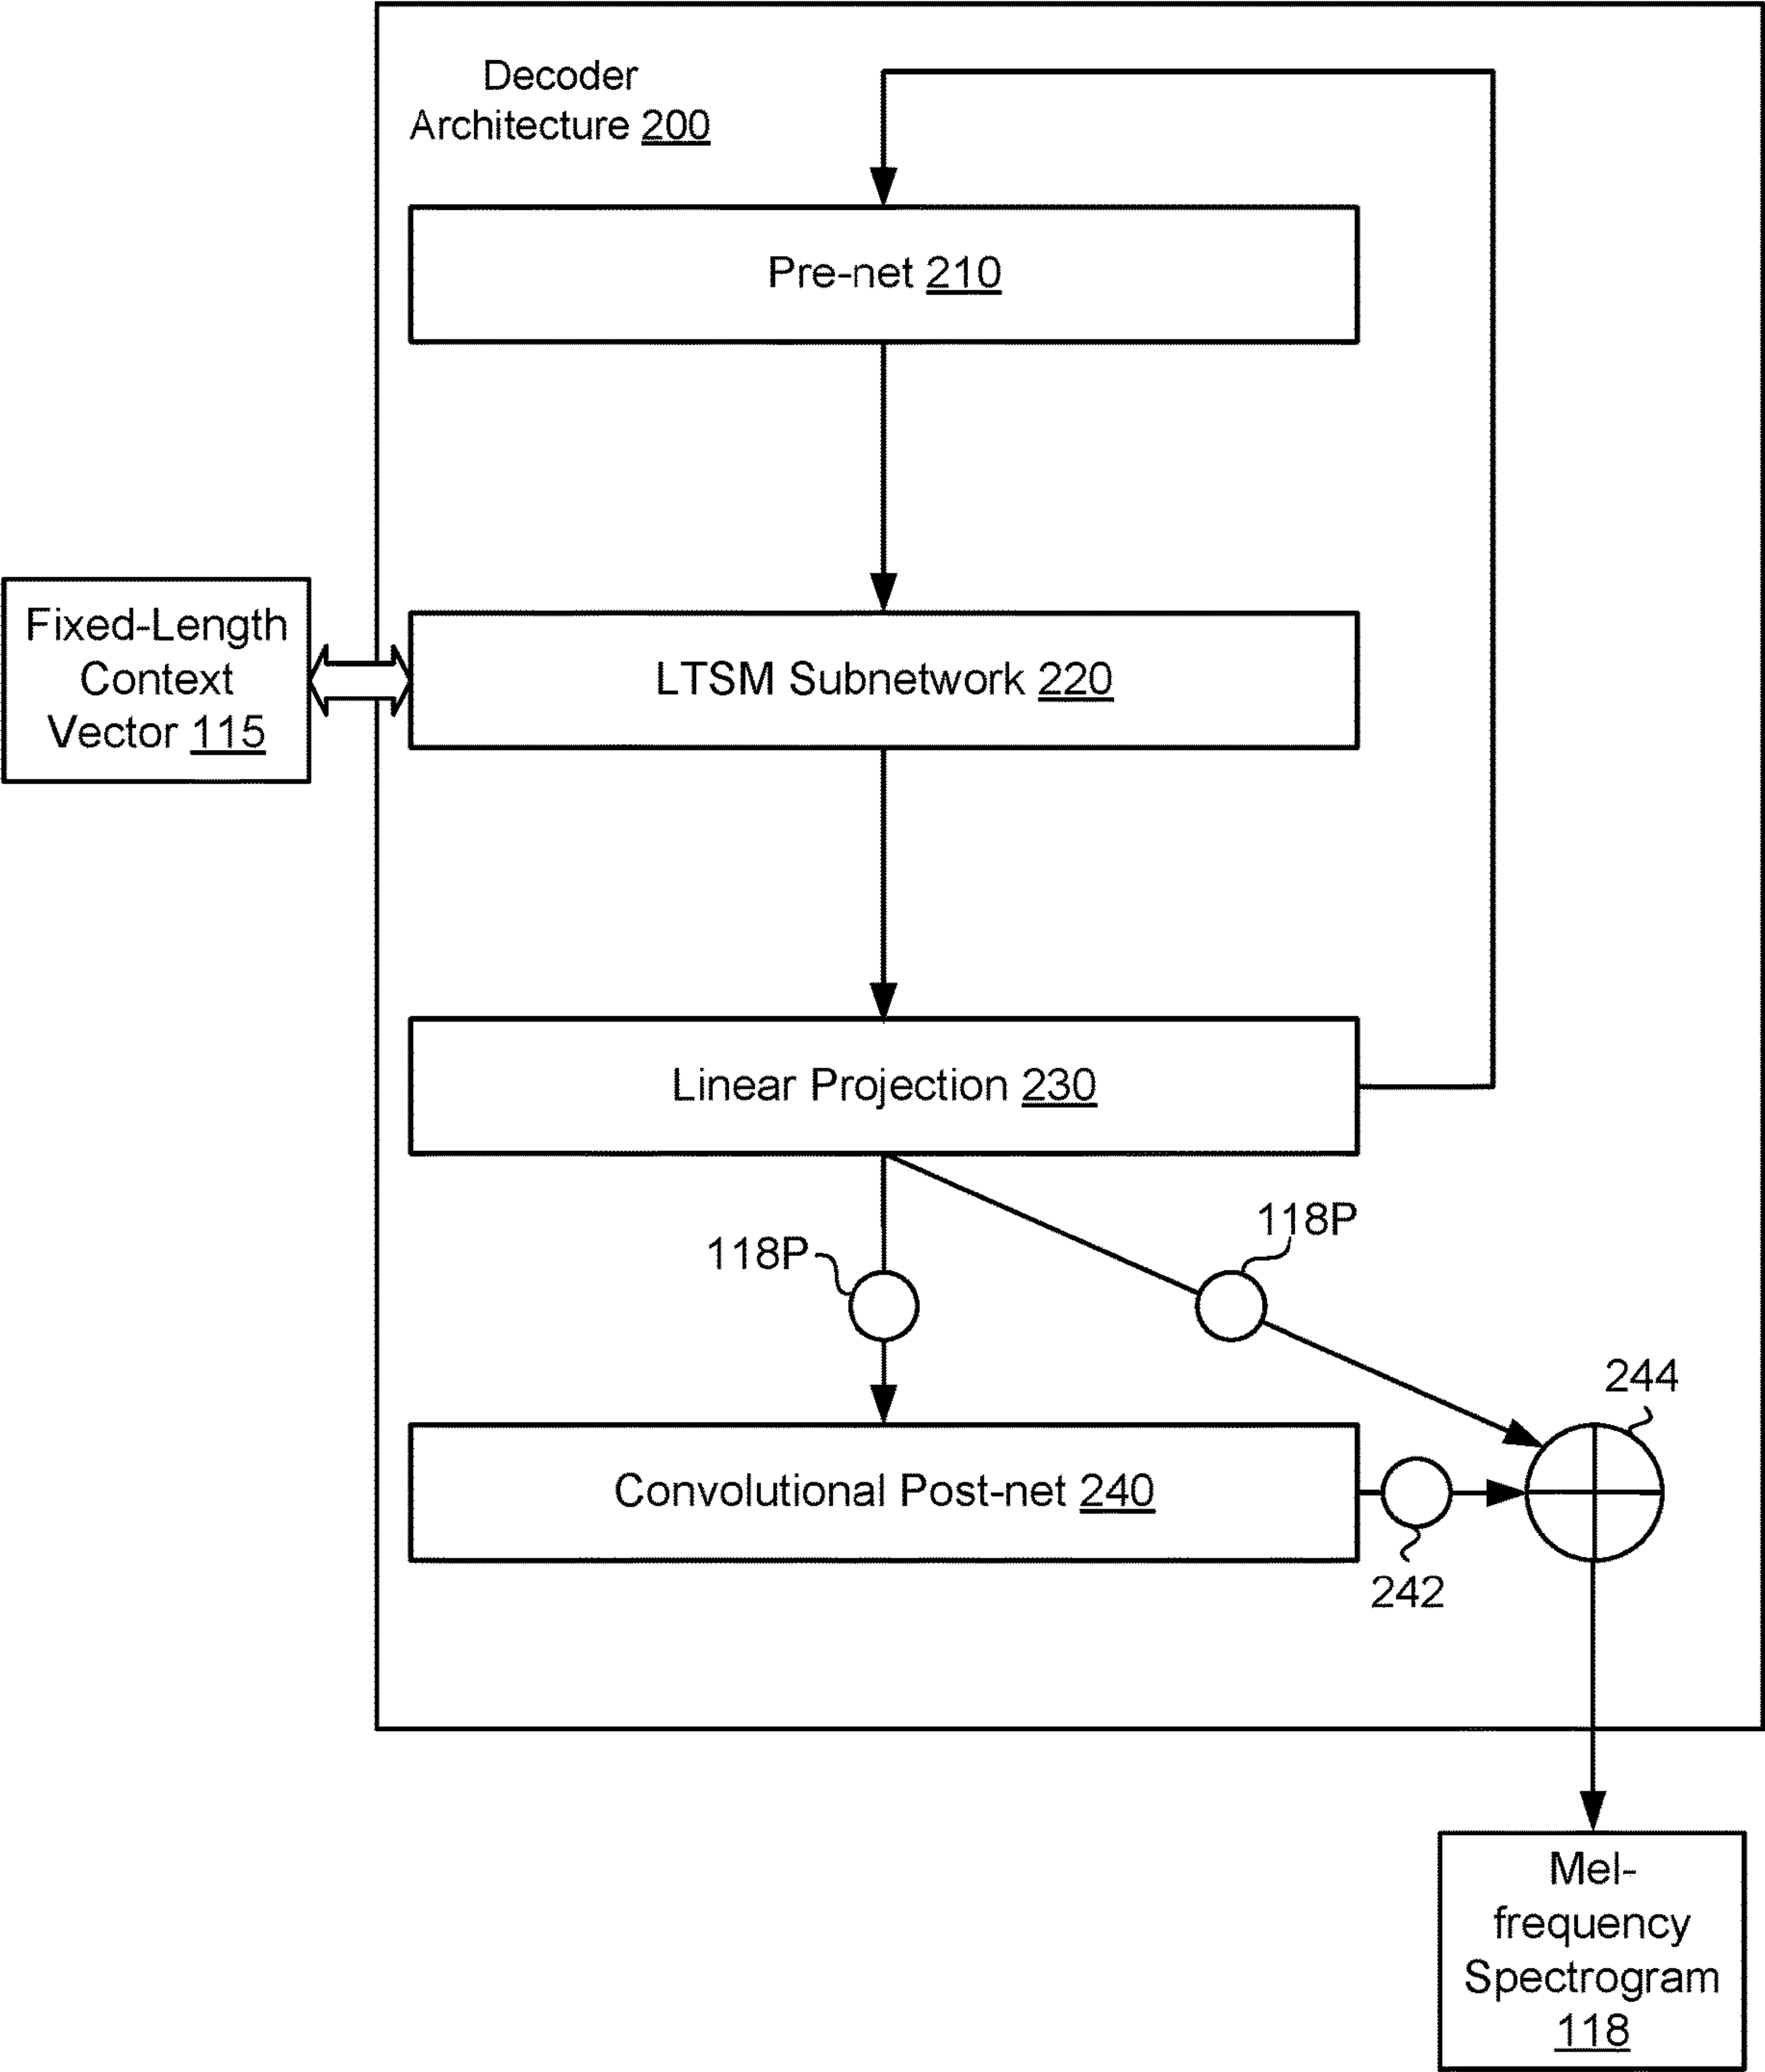 Decoder
Architecture 200
Pre-net 210
Fixed-Length
Context
Vector 115
LTSM Subnetwork 220
Linear Projection 230
118P
118P
244
Convolutional Post-net 240
242
Mel-
frequency
Spectrogram
118